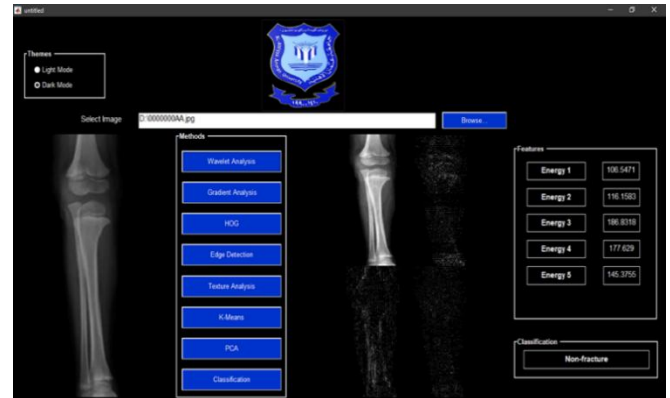 untitled
Themes
Light Mode
Dark Mode
Select Image D:\0000000AA.jpg Browse...
Methods
Wavelet Analysis
Gradient Analysis
HOG
Edge Detection
Texture Analysis
K-Means
PCA
Classification
Features
Energy 1 106.5471
Energy 2 116.1583
Energy 3 186.8318
Energy 4 177.629
Energy 5 145.3755
Classification
Non-fracture